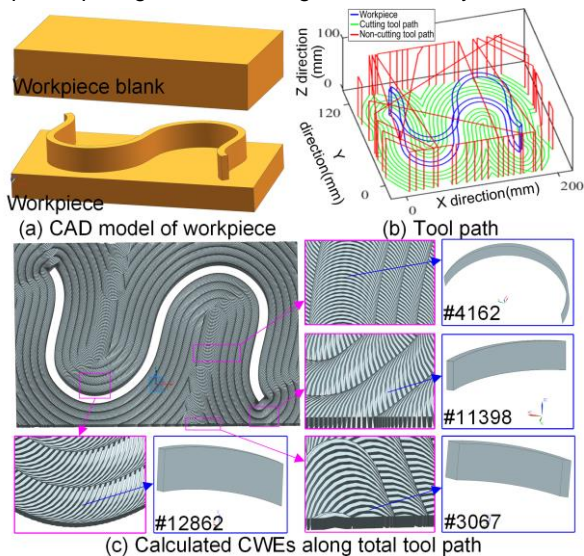 Workpiece blank
Workpiece
(a) CAD model of workpiece
Workpiece
Cutting tool path
Non-cutting tool path
Z direction
(mm)
100
0
120
Y
direction(mm)
0
0
X direction(mm)
200
(b) Tool path
#4162
#11398
#12862
#3067
(c) Calculated CWEs along total tool path